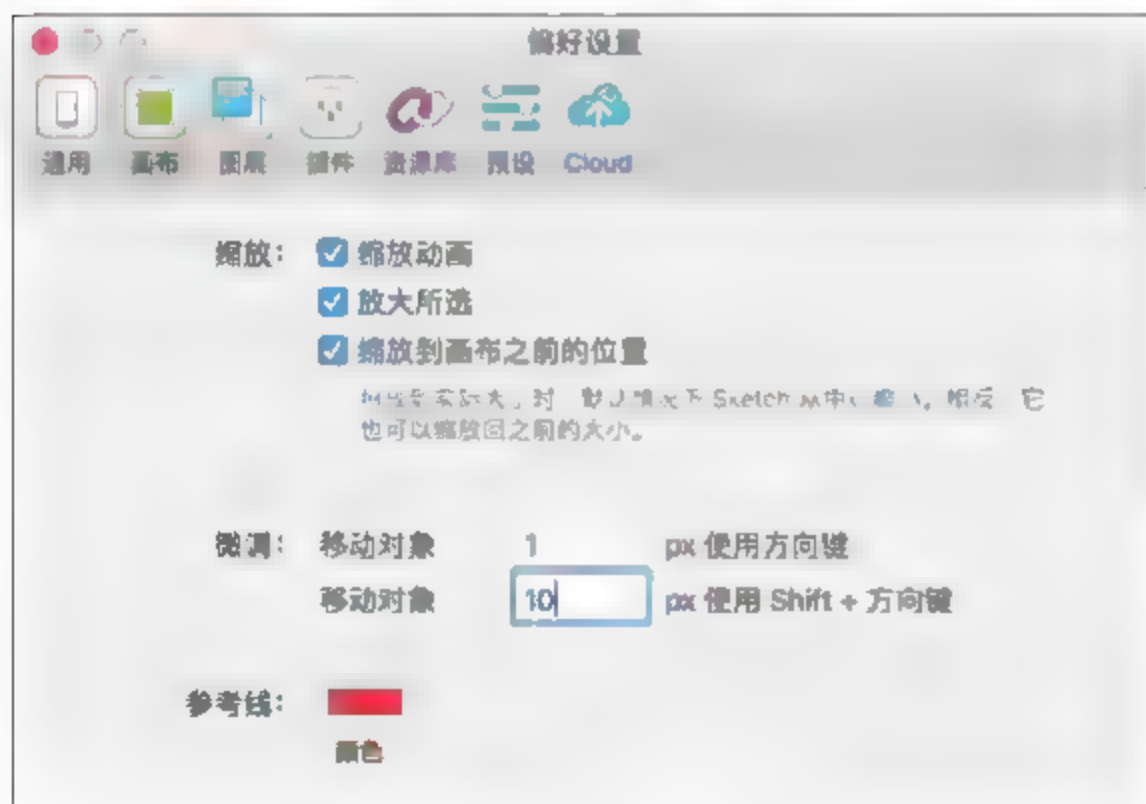 偏好设置
通用 画布 图层 插件 资源库 预设 Cloud
缩放： 缩放动画
放大所选
缩放到画布之前的位置
Sketch 相反 它
也可以缩放回之前的大小。
微调： 移动对象 1 px 使用方向键
移动对象 10 px 使用 Shift + 方向键
参考线：
颜色